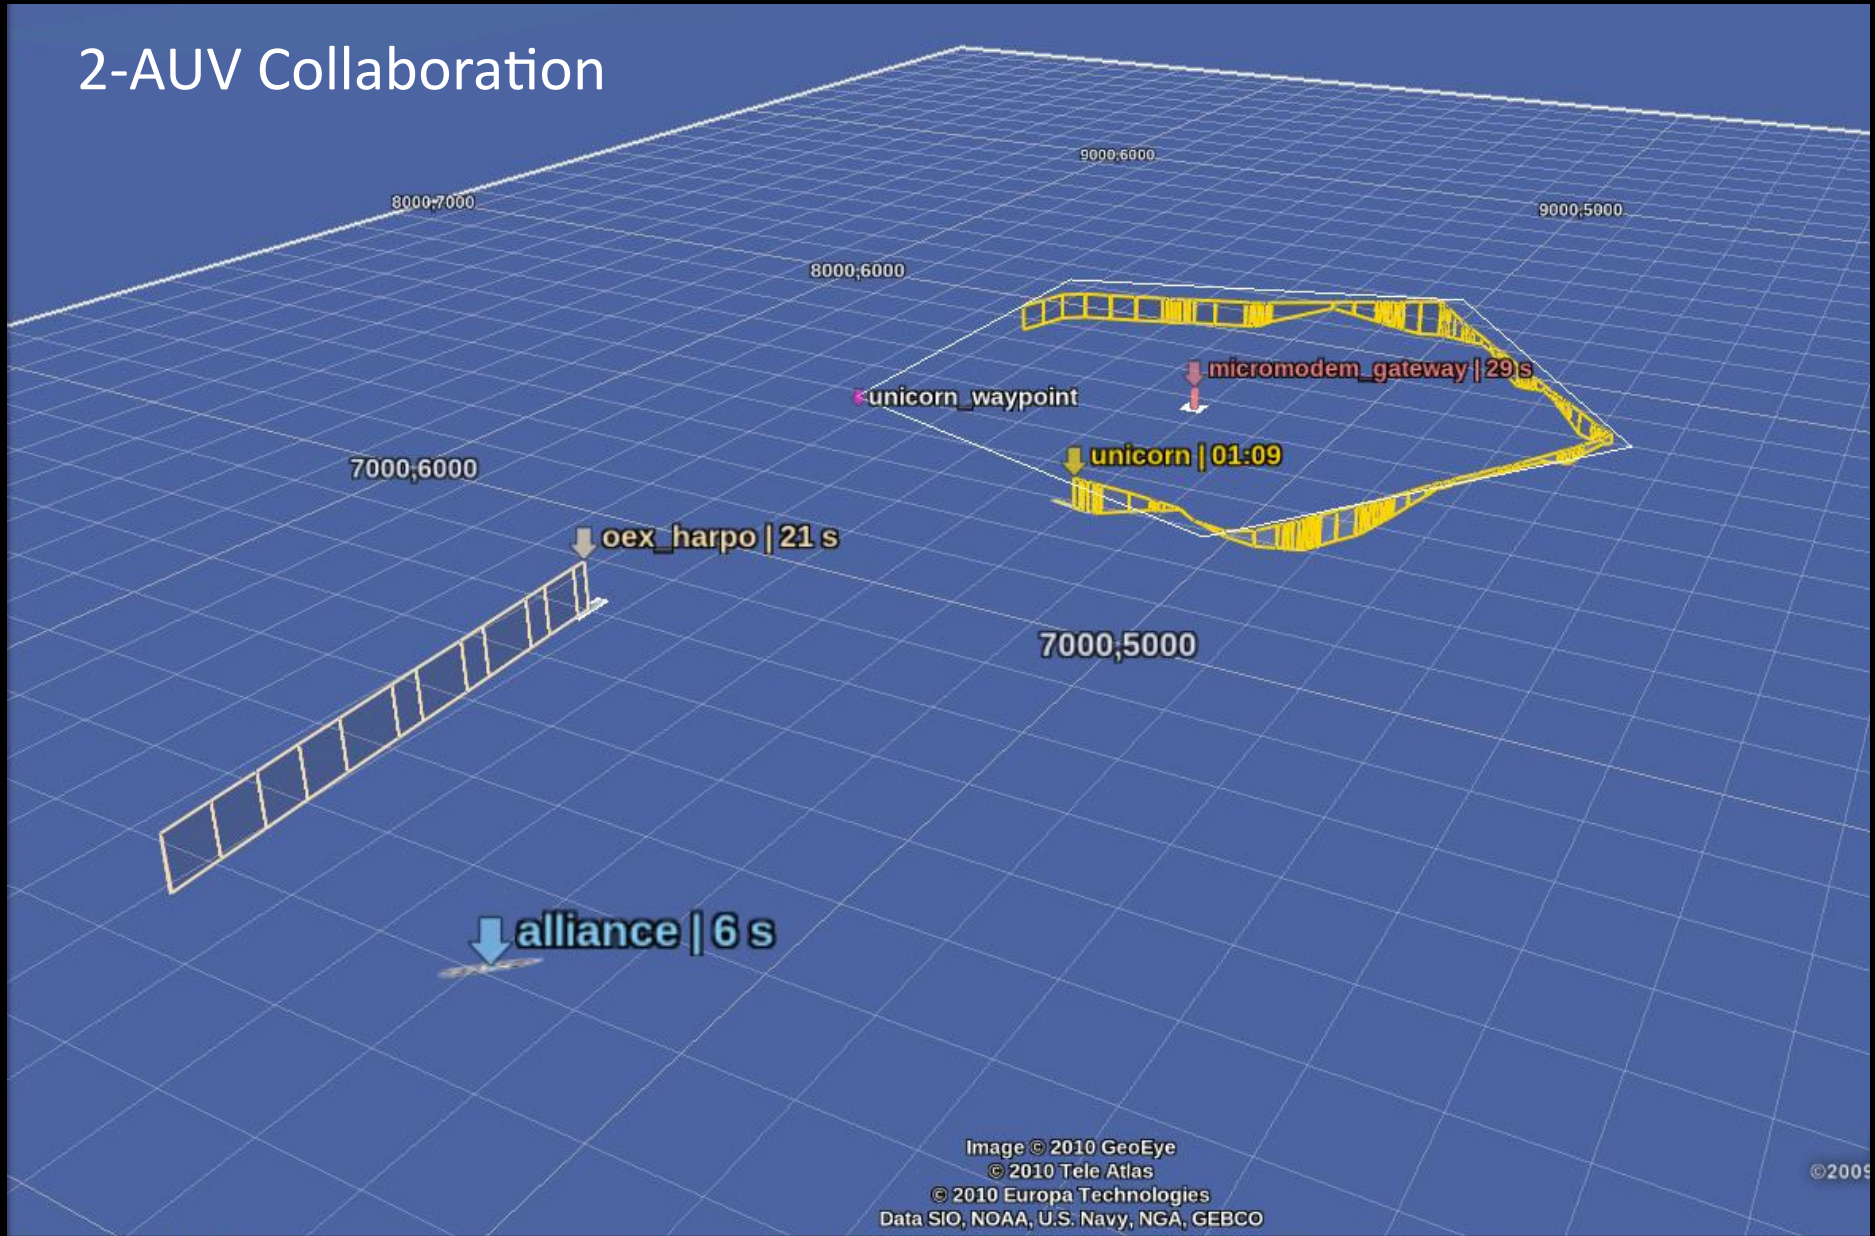 2-AUV Collaboration
9000,6000
8000,7000
9000,5000
8000,6000
micromodem_gateway | 29 s
unicorn_waypoint
unicorn | 01:09
7000,6000
oex_harpo | 21 s
7000,5000
alliance | 6 s
Image © 2010 GeoEye
© 2010 Tele Atlas
© 2010 Europa Technologies
Data SIO, NOAA, U.S. Navy, NGA, GEBCO
©2009